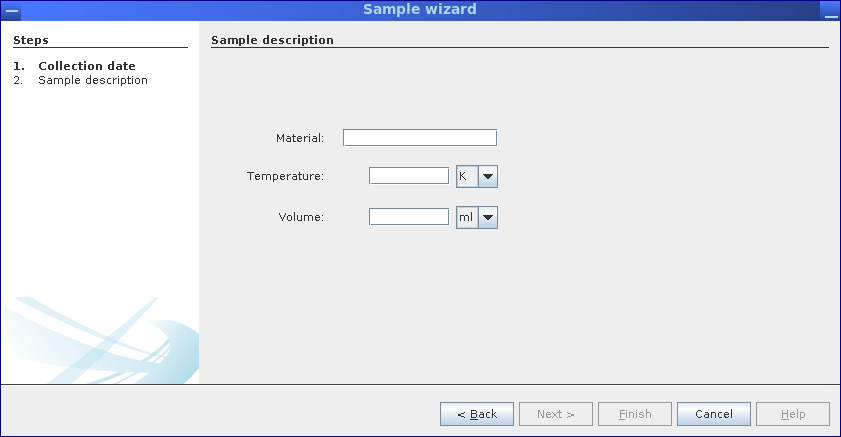 Sample wizard
Steps
1. Collection date
2. Sample description
Sample description
Material:
Temperature: K
Volume: ml
< Back Next > Finish Cancel Help